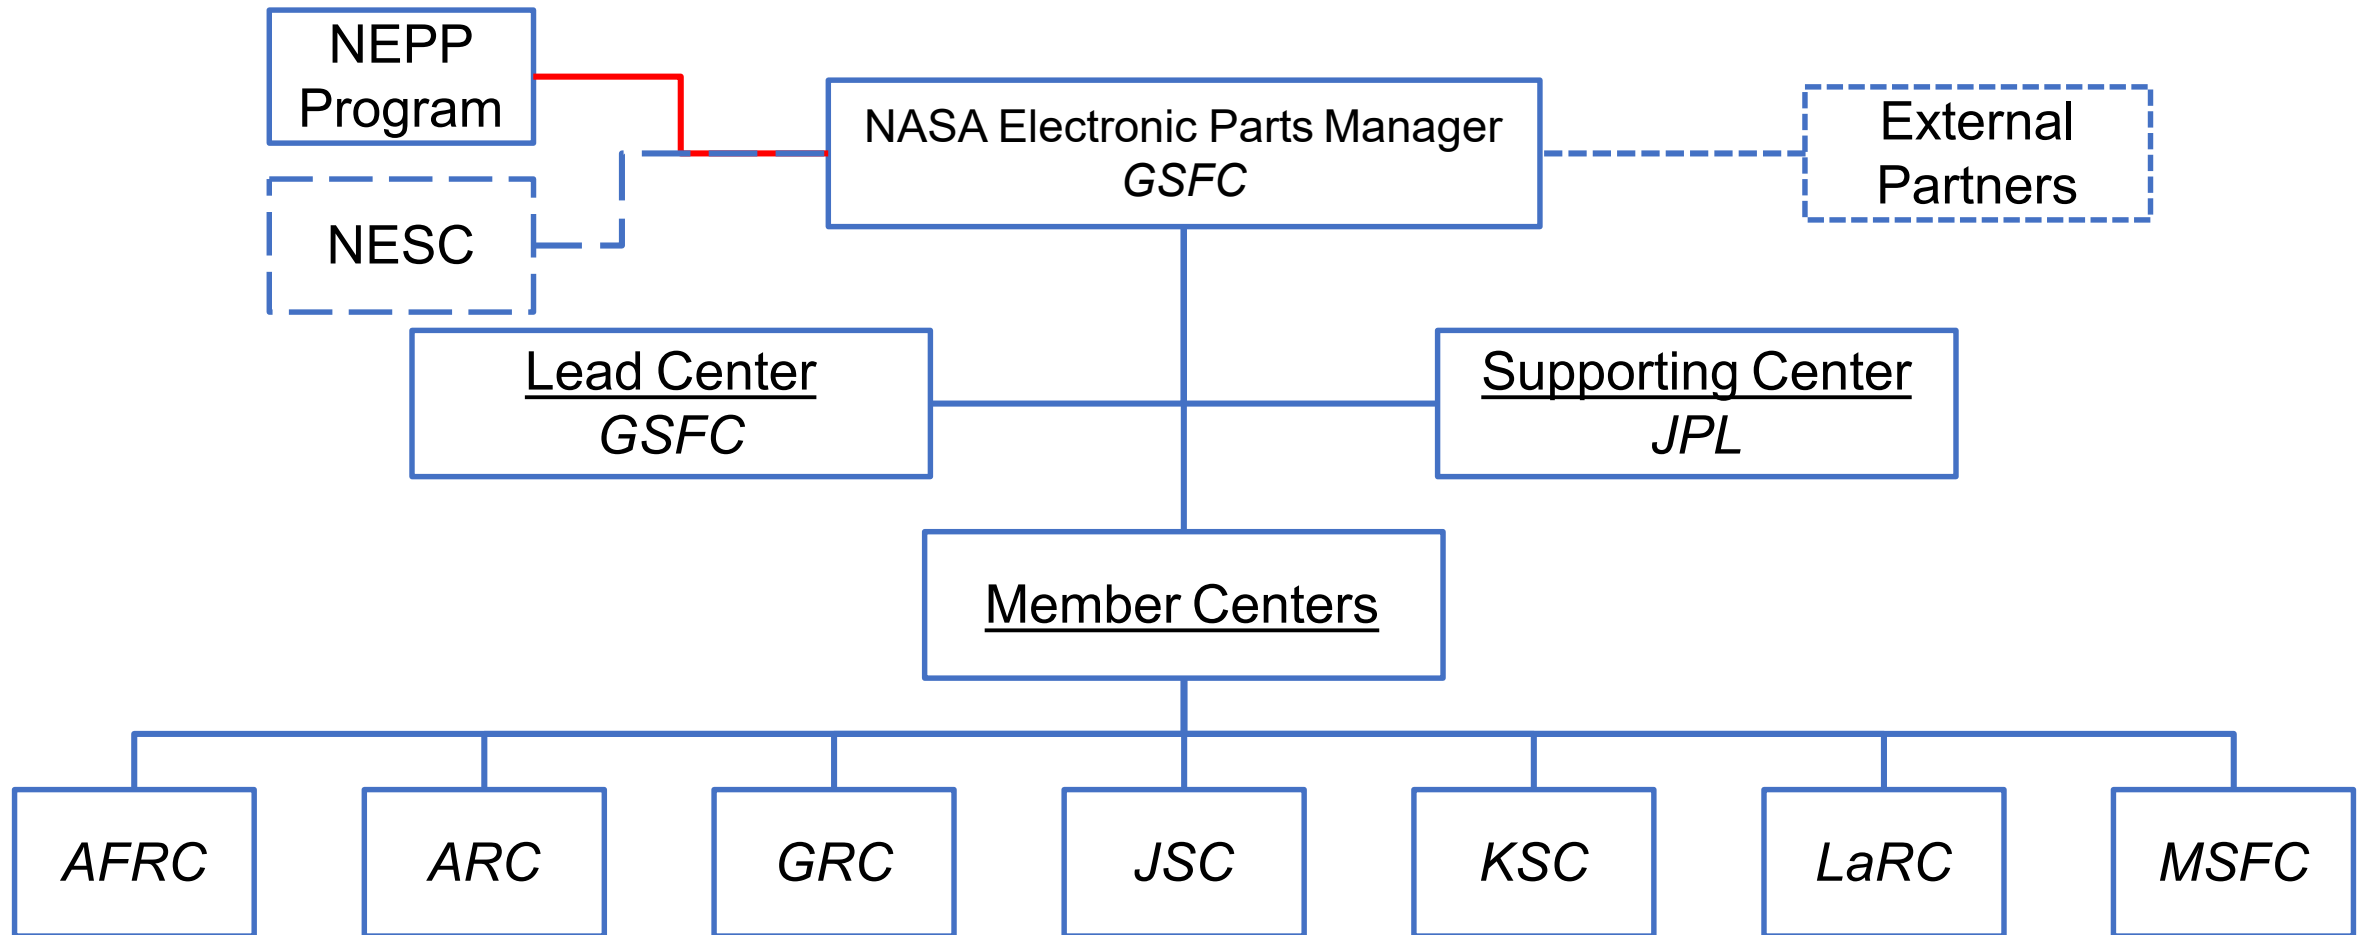 NEPP
Program
NASA Electronic Parts Manager
GSFC
External
Partners
NESC
Lead Center
GSFC
Supporting Center
JPL
Member Centers
AFRC
ARC
GRC
JSC
KSC
LaRC
MSFC